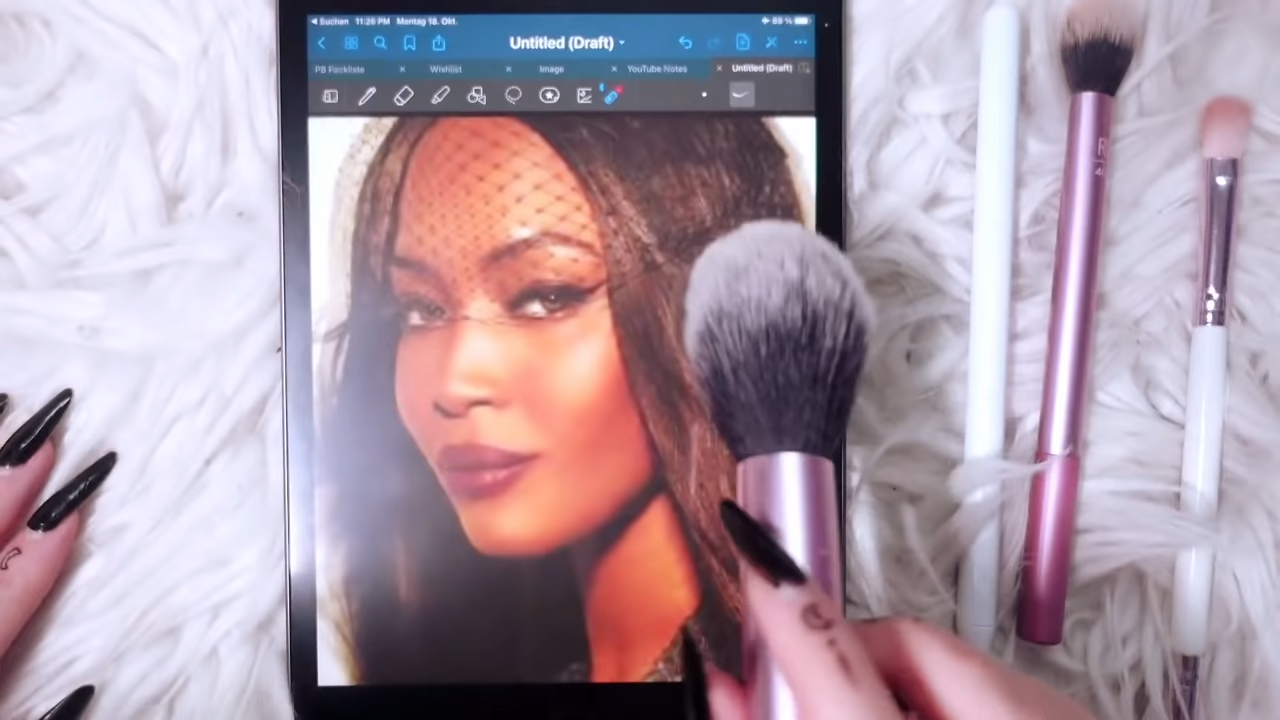 Suchen 11:26 PM Montag 18. Okt. 89 %
Untitled (Draft)
PB Packliste Wishlist Image YouTube Notes Untitled (Draft)
R